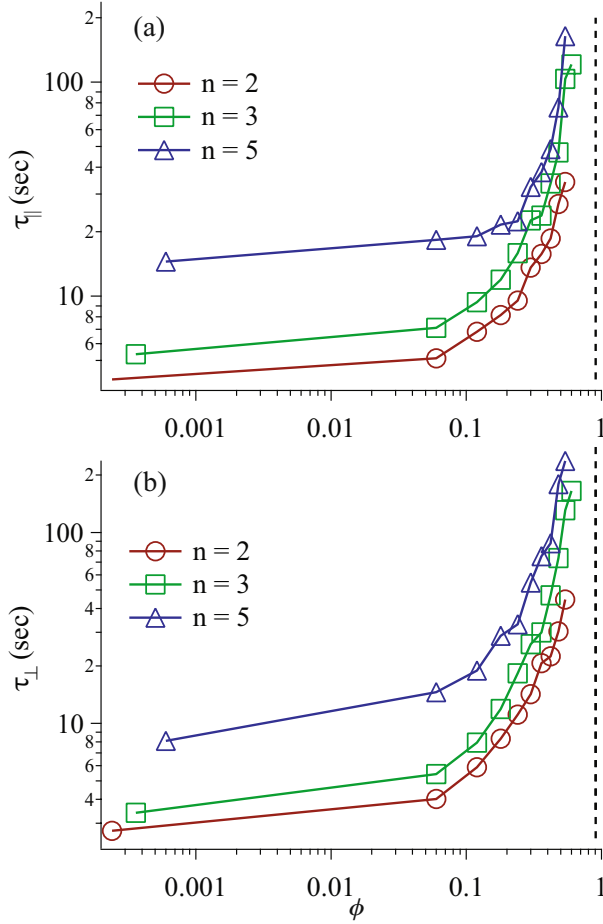 (a)
n = 2
n = 3
n = 5
τ∥ (sec)
2
100
8
6
4
2
10
8
6
0.001
0.01
0.1
1
(b)
n = 2
n = 3
n = 5
τ⊥ (sec)
2
100
8
6
4
2
10
8
6
4
0.001
0.01
0.1
1
ϕ